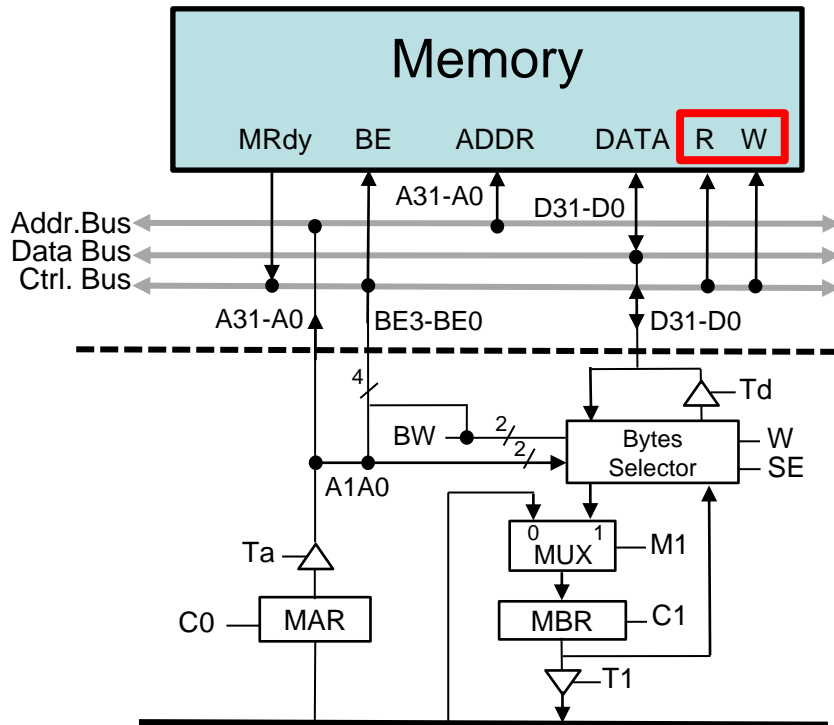 Memory
MRdy BE ADDR DATA R W
A31-A0
D31-D0
Addr.Bus
Data Bus
Ctrl. Bus
A31-A0 BE3-BE0 D31-D0
4
Td
BW 2 Bytes W
2 Selector SE
A1A0
0 1
Ta MUX M1
C0 MAR MBR C1
T1